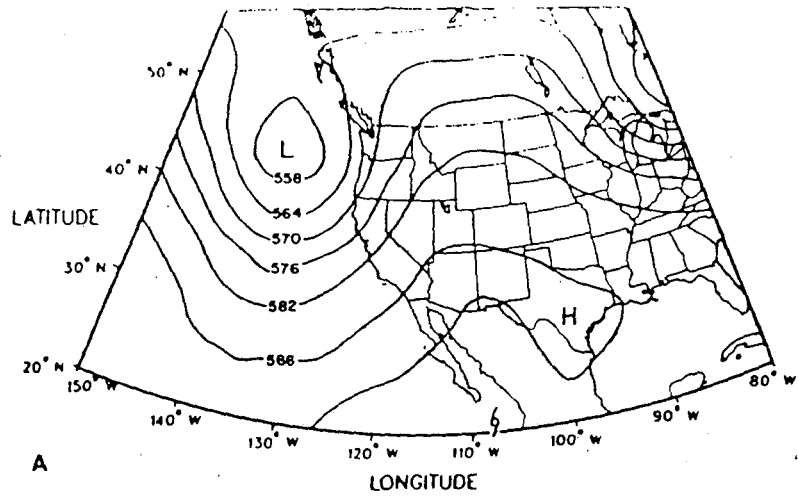 50° N
L
558
40° N
564
LATITUDE
570
576
30° N
582
H
588
20° N
150° W
80° W
140° W
90° W
130° W
120° W
110° W
100° W
A
LONGITUDE